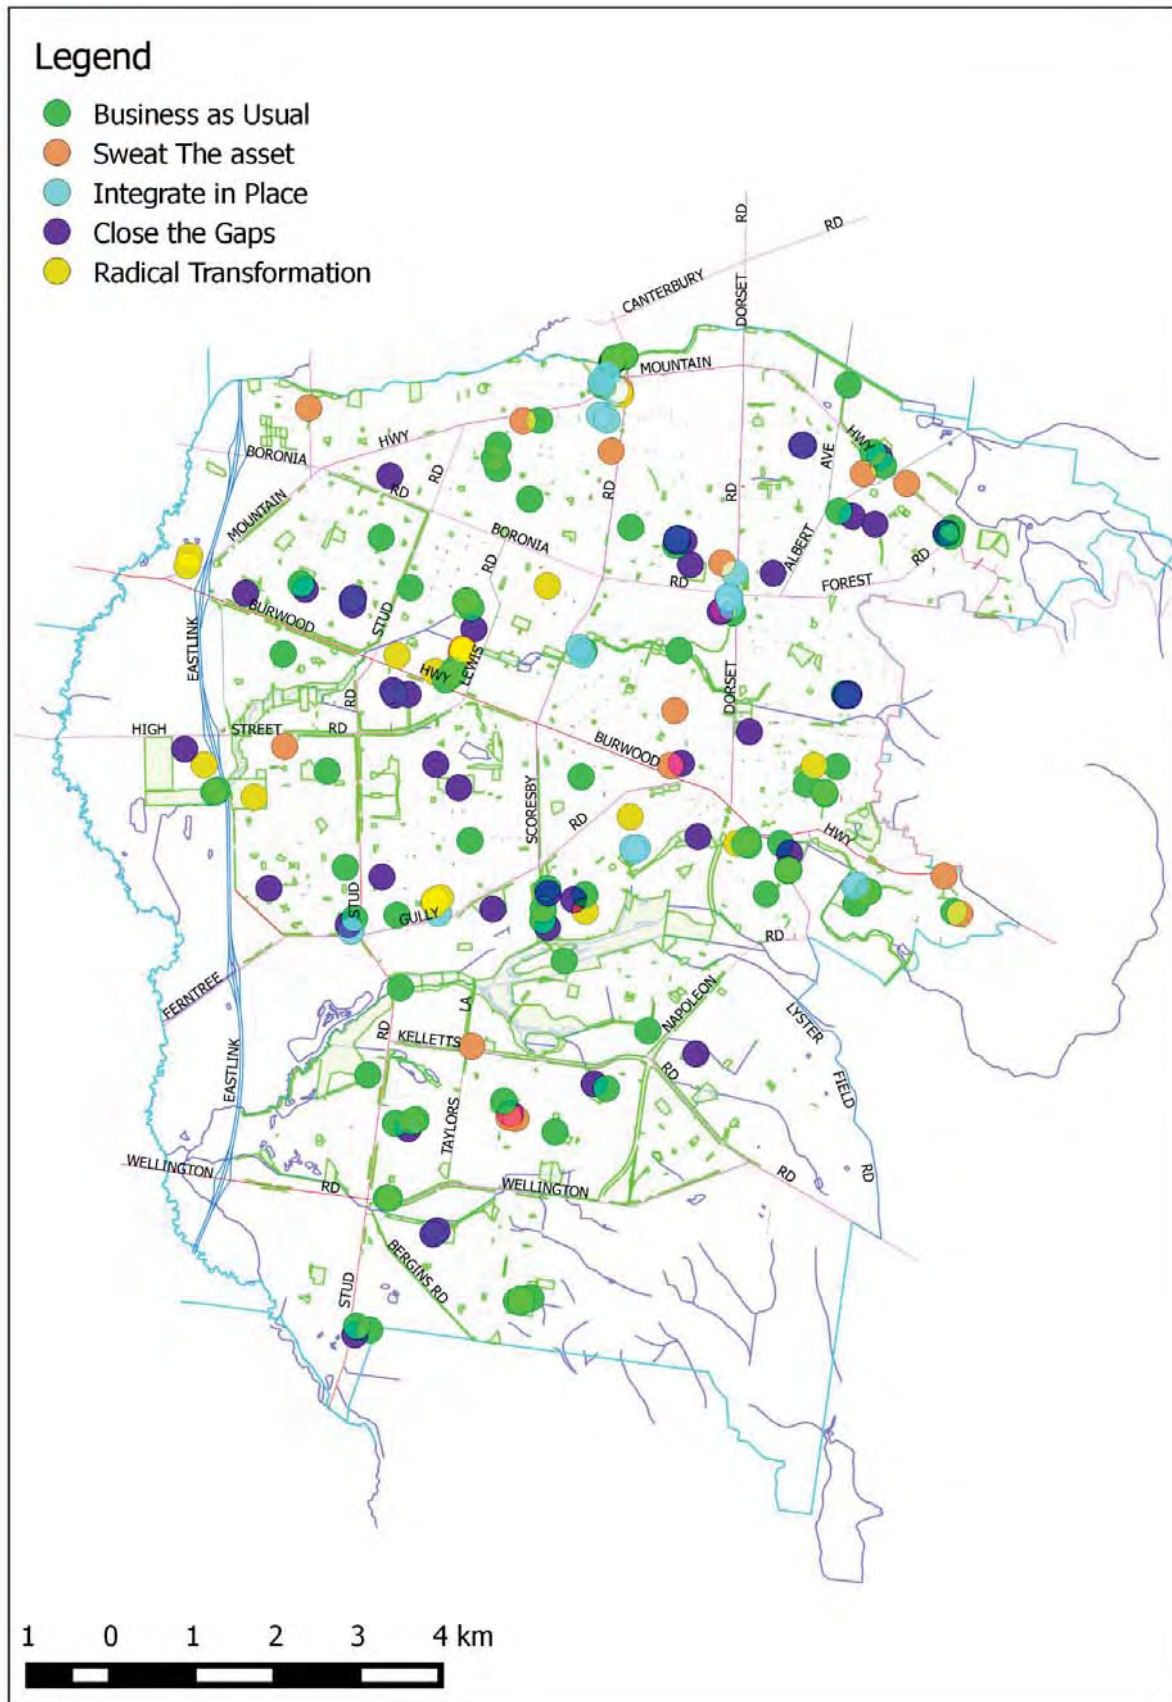 Legend
Business as Usual
Sweat The asset
Integrate in Place
Close the Gaps
Radical Transformation
RD
RD
CANTERBURY
DORSET
MOUNTAIN
HWY
BORONIA
HWY
AVE
RD
RD
RD
RD
MOUNTAIN
BORONIA
RD
ALBERT
RD
RD
FOREST
BURWOOD
STUD
EASTLINK
HWY
LEWIS
DORSET
RD
HIGH
STREET
RD
BURWOOD
SCORESBY
RD
HWY
STUD
GULLY
RD
FERNTREE
LA
NAPOLEON
LYSTER
RD
KELLETTS
EASTLINK
RD
FIELD
TAYLORS
WELLINGTON
RD
WELLINGTON
RD
RD
BERGINS RD
STUD
1 0 1 2 3 4 km